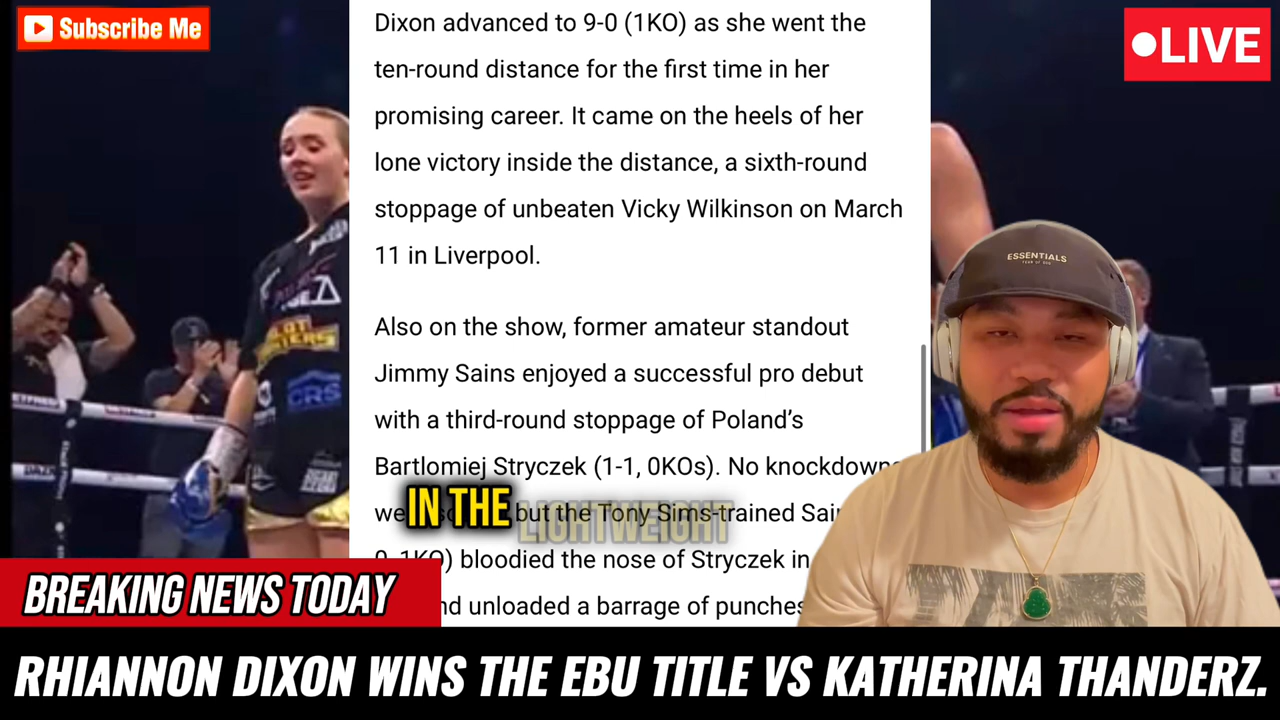 Subscribe Me
LIVE
Dixon advanced to 9-0 (1KO) as she went the
ten-round distance for the first time in her
promising career. It came on the heels of her
lone victory inside the distance, a sixth-round
stoppage of unbeaten Vicky Wilkinson on March
11 in Liverpool.
Also on the show, former amateur standout
Jimmy Sains enjoyed a successful pro debut
with a third-round stoppage of Poland’s
Bartlomiej Stryczek (1-1, 0KOs). No knockdowns
but the Tony Sims-trained
bloodied the nose of Stryczek in
unloaded a barrage of punches
IN THE LIGHTWEIGHT
ESSENTIALS
FEAR OF GOD
CRS
BREAKING NEWS TODAY
RHIANNON DIXON WINS THE EBU TITLE VS KATHERINA THANDERZ.